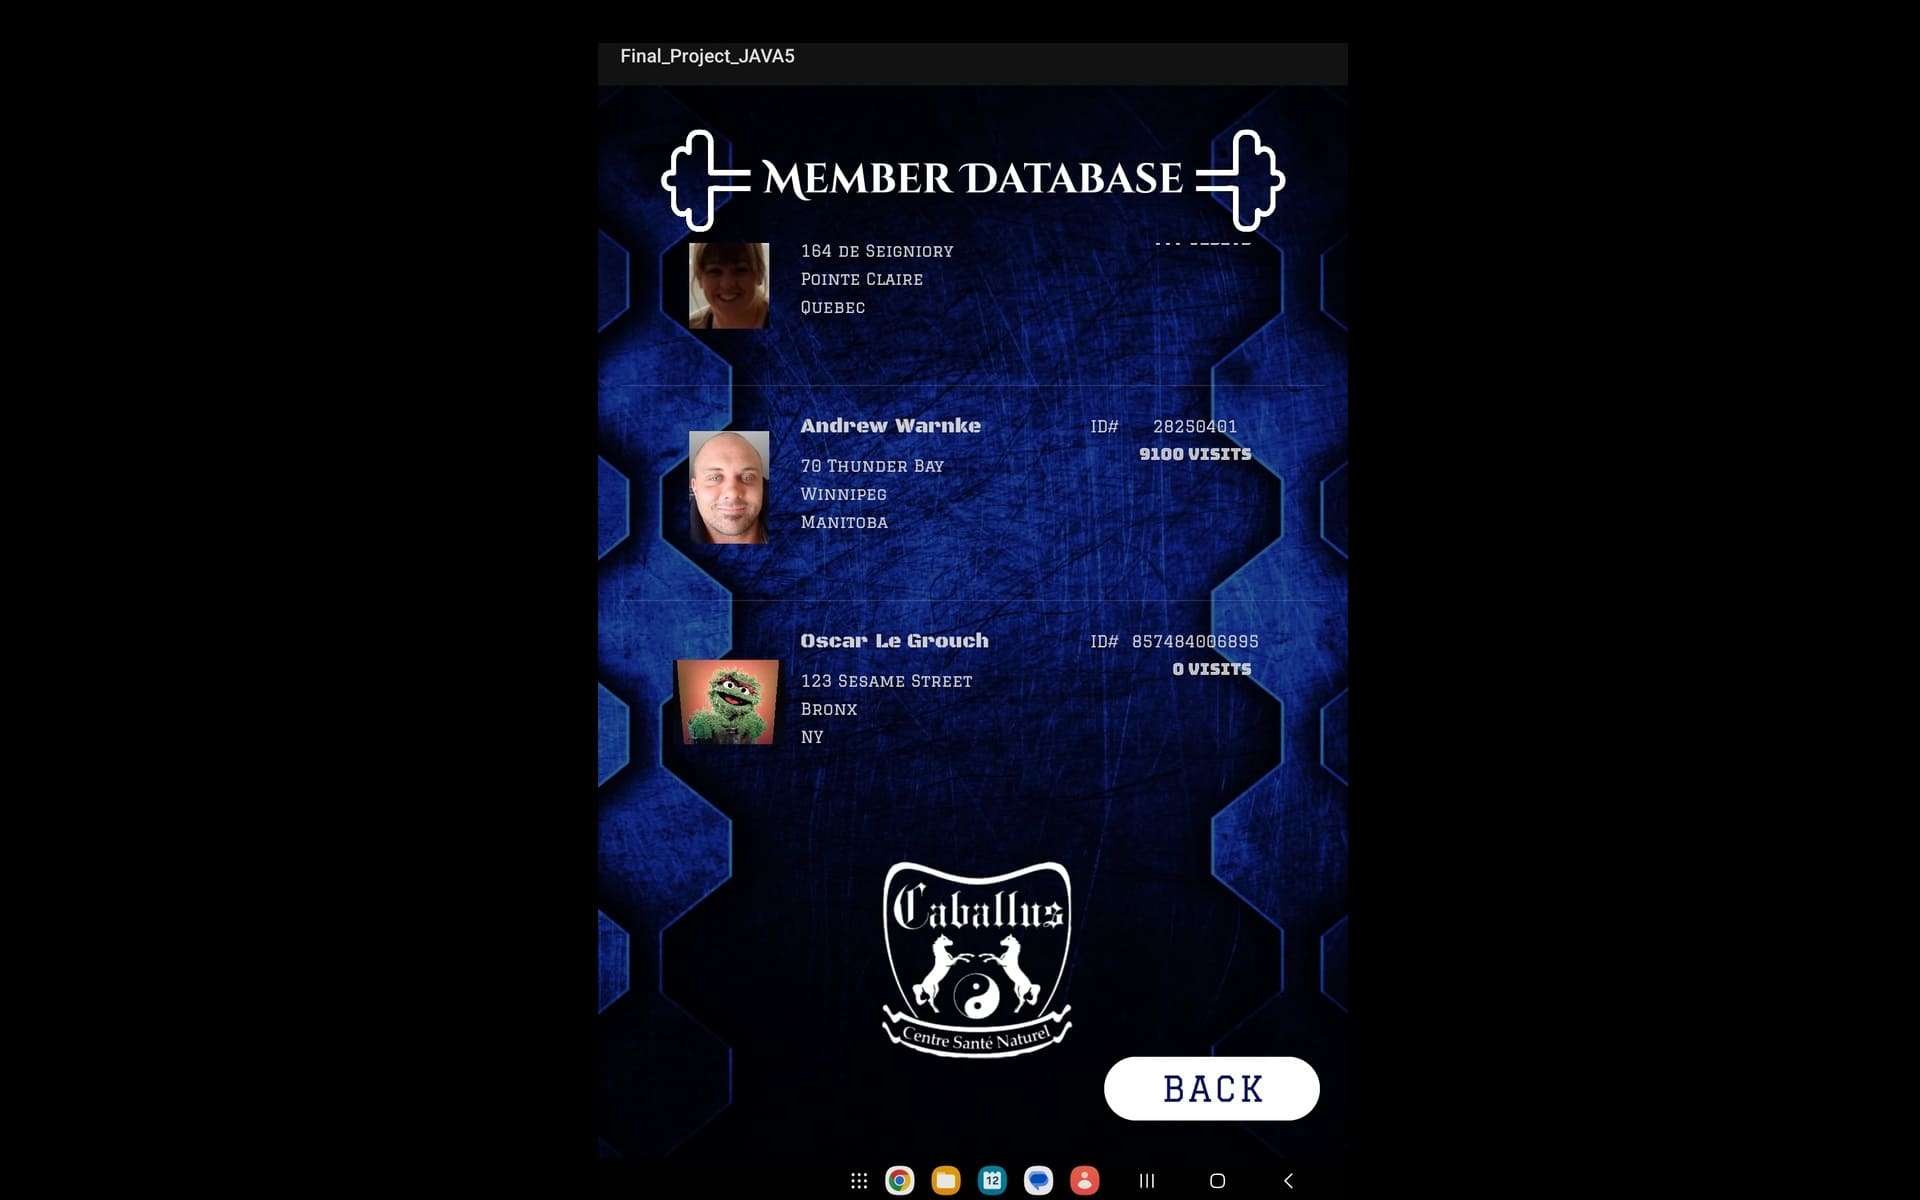 Final_Project_JAVA5
Member Database
164 de Seigniory
Pointe Claire
Quebec
Andrew Warnke
ID# 28250401
9100 VISITS
70 Thunder Bay
Winnipeg
Manitoba
Oscar Le Grouch
ID# 857484006895
0 VISITS
123 Sesame Street
Bronx
NY
Caballus
Centre Santé Naturel
BACK
12